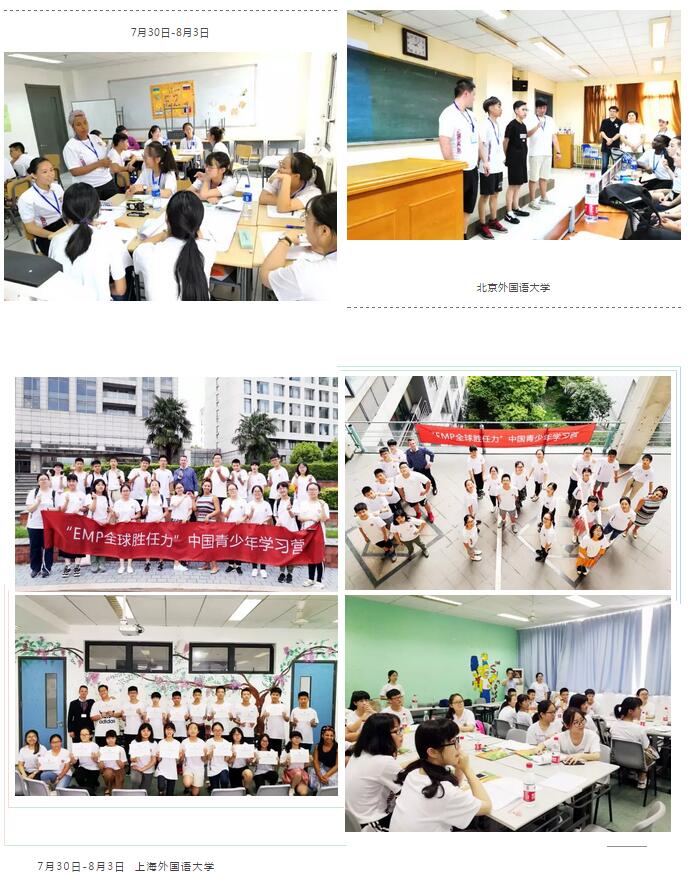 7月30日-8月3日
北京外国语大学
“EMP全球胜任力”中国青少年学习营
“EMP全球胜任力”中国青少年学习营
adidas
7月30日-8月3日 上海外国语大学